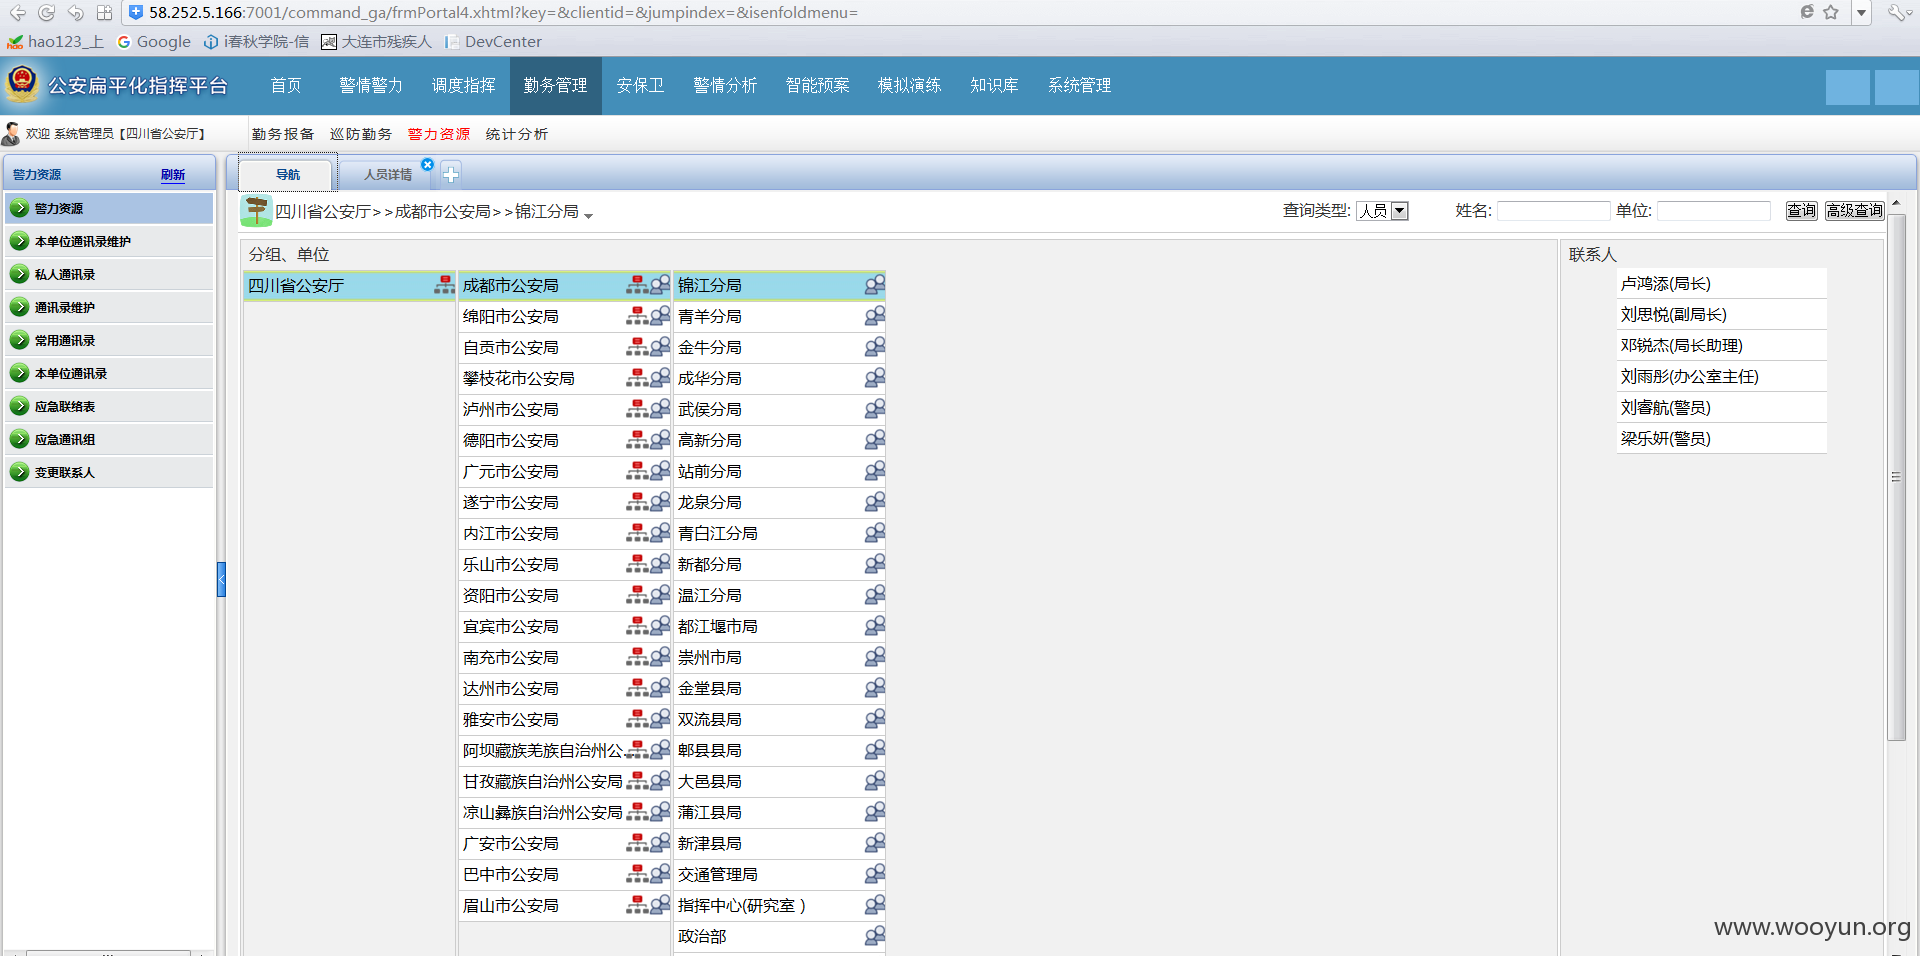 58.252.5.166:7001/command_ga/frmPortal4.xhtml?key=&clientid=&jumpindex=&isenfoldmenu=
hao123_上 Google i春秋学院-信 大连市残疾人 DevCenter
公安扁平化指挥平台 首页 警情警力 调度指挥 勤务管理 安保卫 警情分析 智能预案 模拟演练 知识库 系统管理
欢迎 系统管理员【四川省公安厅】 勤务报备 巡防勤务 警力资源 统计分析
警力资源 刷新
导航 人员详情
警力资源
本单位通讯录维护
私人通讯录
通讯录维护
常用通讯录
本单位通讯录
应急联络表
应急通讯组
变更联系人
四川省公安厅>>成都市公安局>>锦江分局 查询类型: 人员 姓名: 单位: 查询 高级查询
分组、单位
四川省公安厅
成都市公安局
绵阳市公安局
自贡市公安局
攀枝花市公安局
泸州市公安局
德阳市公安局
广元市公安局
遂宁市公安局
内江市公安局
乐山市公安局
资阳市公安局
宜宾市公安局
南充市公安局
达州市公安局
雅安市公安局
阿坝藏族羌族自治州公...
甘孜藏族自治州公安局
凉山彝族自治州公安局
广安市公安局
巴中市公安局
眉山市公安局
锦江分局
青羊分局
金牛分局
成华分局
武侯分局
高新分局
站前分局
龙泉分局
青白江分局
新都分局
温江分局
都江堰市局
崇州市局
金堂县局
双流县局
郫县县局
大邑县局
蒲江县局
新津县局
交通管理局
指挥中心(研究室)
政治部
联系人
卢鸿添(局长)
刘思悦(副局长)
邓锐杰(局长助理)
刘雨彤(办公室主任)
刘睿航(警员)
梁乐妍(警员)
www.wooyun.org